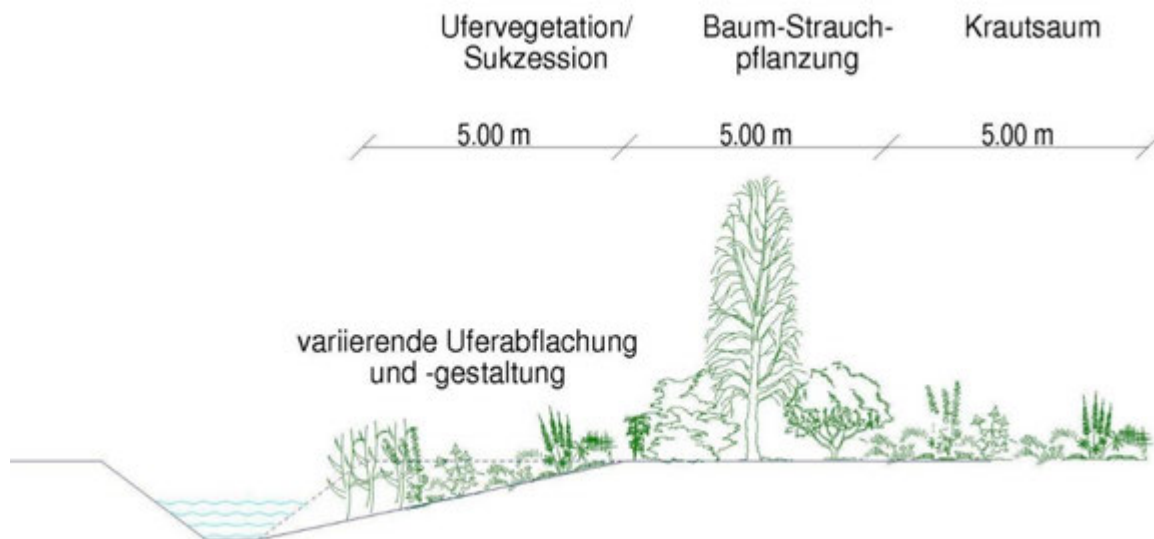 Ufervegetation/
Sukzession
Baum-Strauch-
pflanzung
Krautsaum
5.00 m
5.00 m
5.00 m
variierende Uferabflachung
und -gestaltung